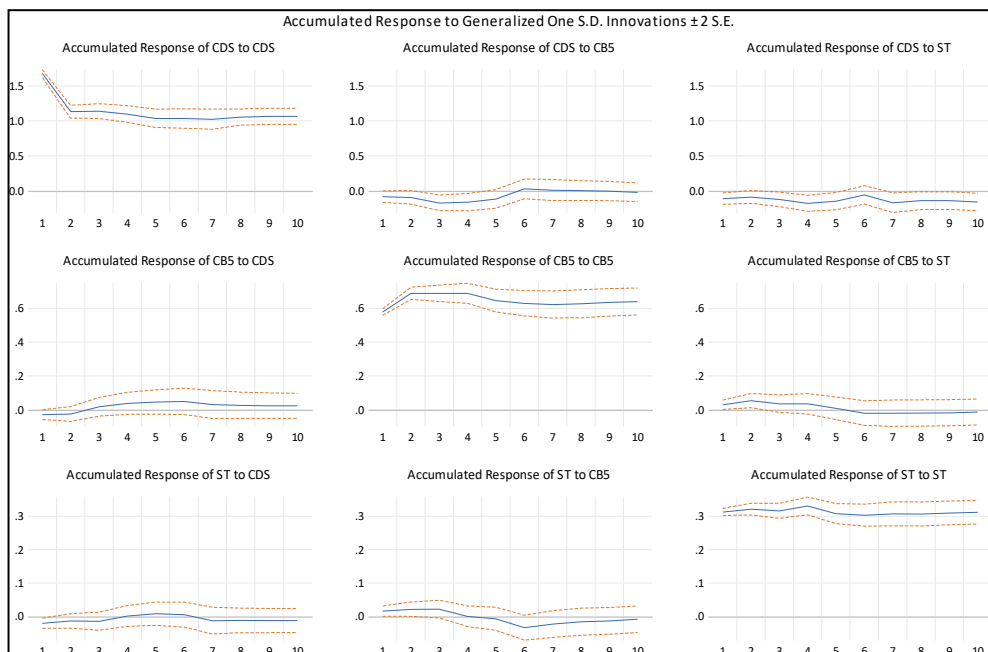 Accumulated Response to Generalized One S.D. Innovations ± 2 S.E.
Accumulated Response of CDS to CDS
Accumulated Response of CDS to CB5
Accumulated Response of CDS to ST
1.5
1.0
0.5
0.0
1 2 3 4 5 6 7 8 9 10
1.5
1.0
0.5
0.0
1 2 3 4 5 6 7 8 9 10
1.5
1.0
0.5
0.0
1 2 3 4 5 6 7 8 9 10
Accumulated Response of CB5 to CDS
Accumulated Response of CB5 to CB5
Accumulated Response of CB5 to ST
.6
.4
.2
.0
1 2 3 4 5 6 7 8 9 10
.6
.4
.2
.0
1 2 3 4 5 6 7 8 9 10
.6
.4
.2
.0
1 2 3 4 5 6 7 8 9 10
Accumulated Response of ST to CDS
Accumulated Response of ST to CB5
Accumulated Response of ST to ST
.3
.2
.1
.0
1 2 3 4 5 6 7 8 9 10
.3
.2
.1
.0
1 2 3 4 5 6 7 8 9 10
.3
.2
.1
.0
1 2 3 4 5 6 7 8 9 10